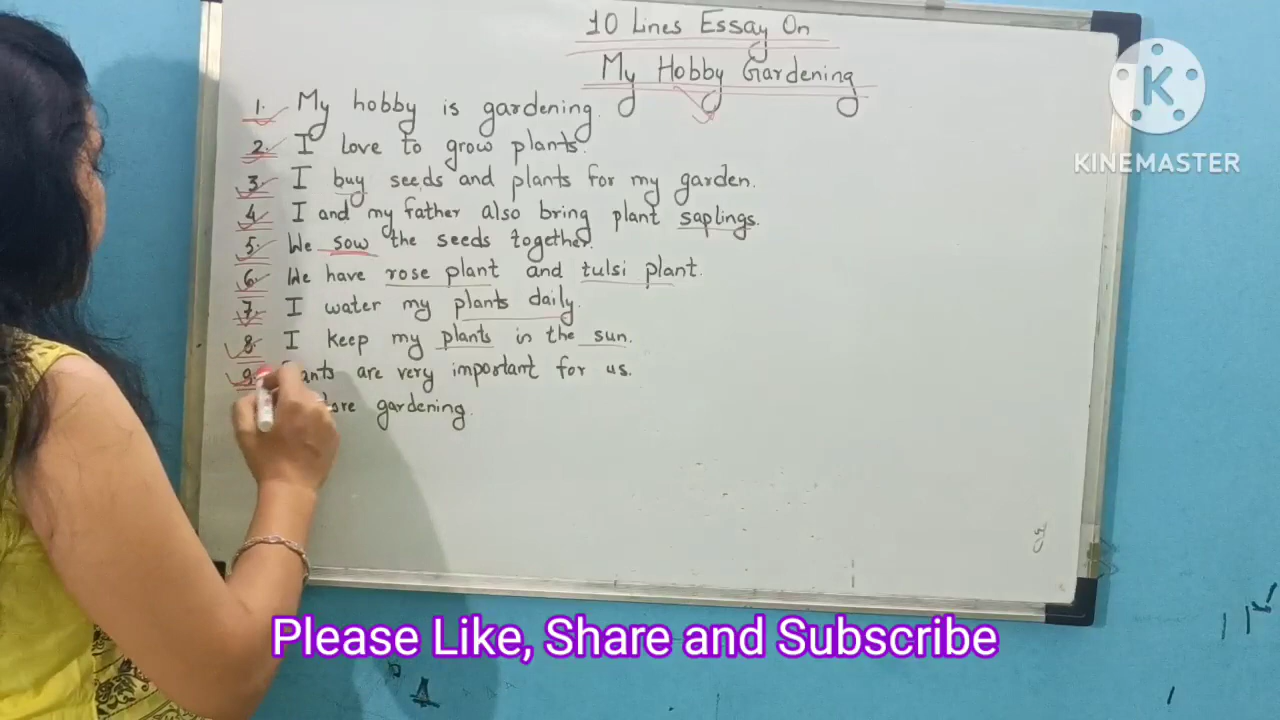 10 Lines Essay On
My Hobby Gardening
1. My hobby is gardening.
2. I love to grow plants.
3. I buy seeds and plants for my garden.
4. I and my father also bring plant saplings.
5. We sow the seeds together.
6. We have rose plant and tulsi plant.
7. I water my plants daily.
8. I keep my plants in the sun.
9. are very important for us.
gardening.
K
KINEMASTER
Please Like, Share and Subscribe